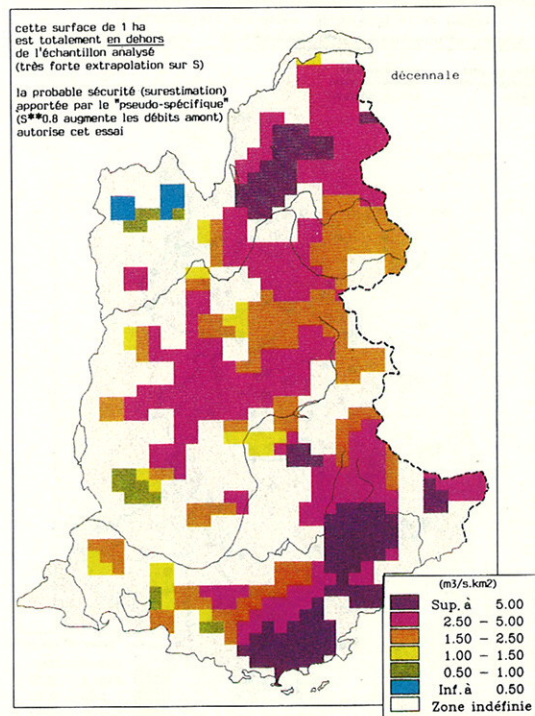 cette surface de 1 ha
est totalement en dehors
de l'échantillon analysé
(très forte extrapolation sur S)
la probable sécurité (surestimation)
apportée par le "pseudo-spécifique"
(S**0.8 augmente les débits amont)
autorise cet essai
décennale
(m3/s.km2)
Sup. à 5.00
2.50 - 5.00
1.50 - 2.50
1.00 - 1.50
0.50 - 1.00
Inf. à 0.50
Zone indéfinie